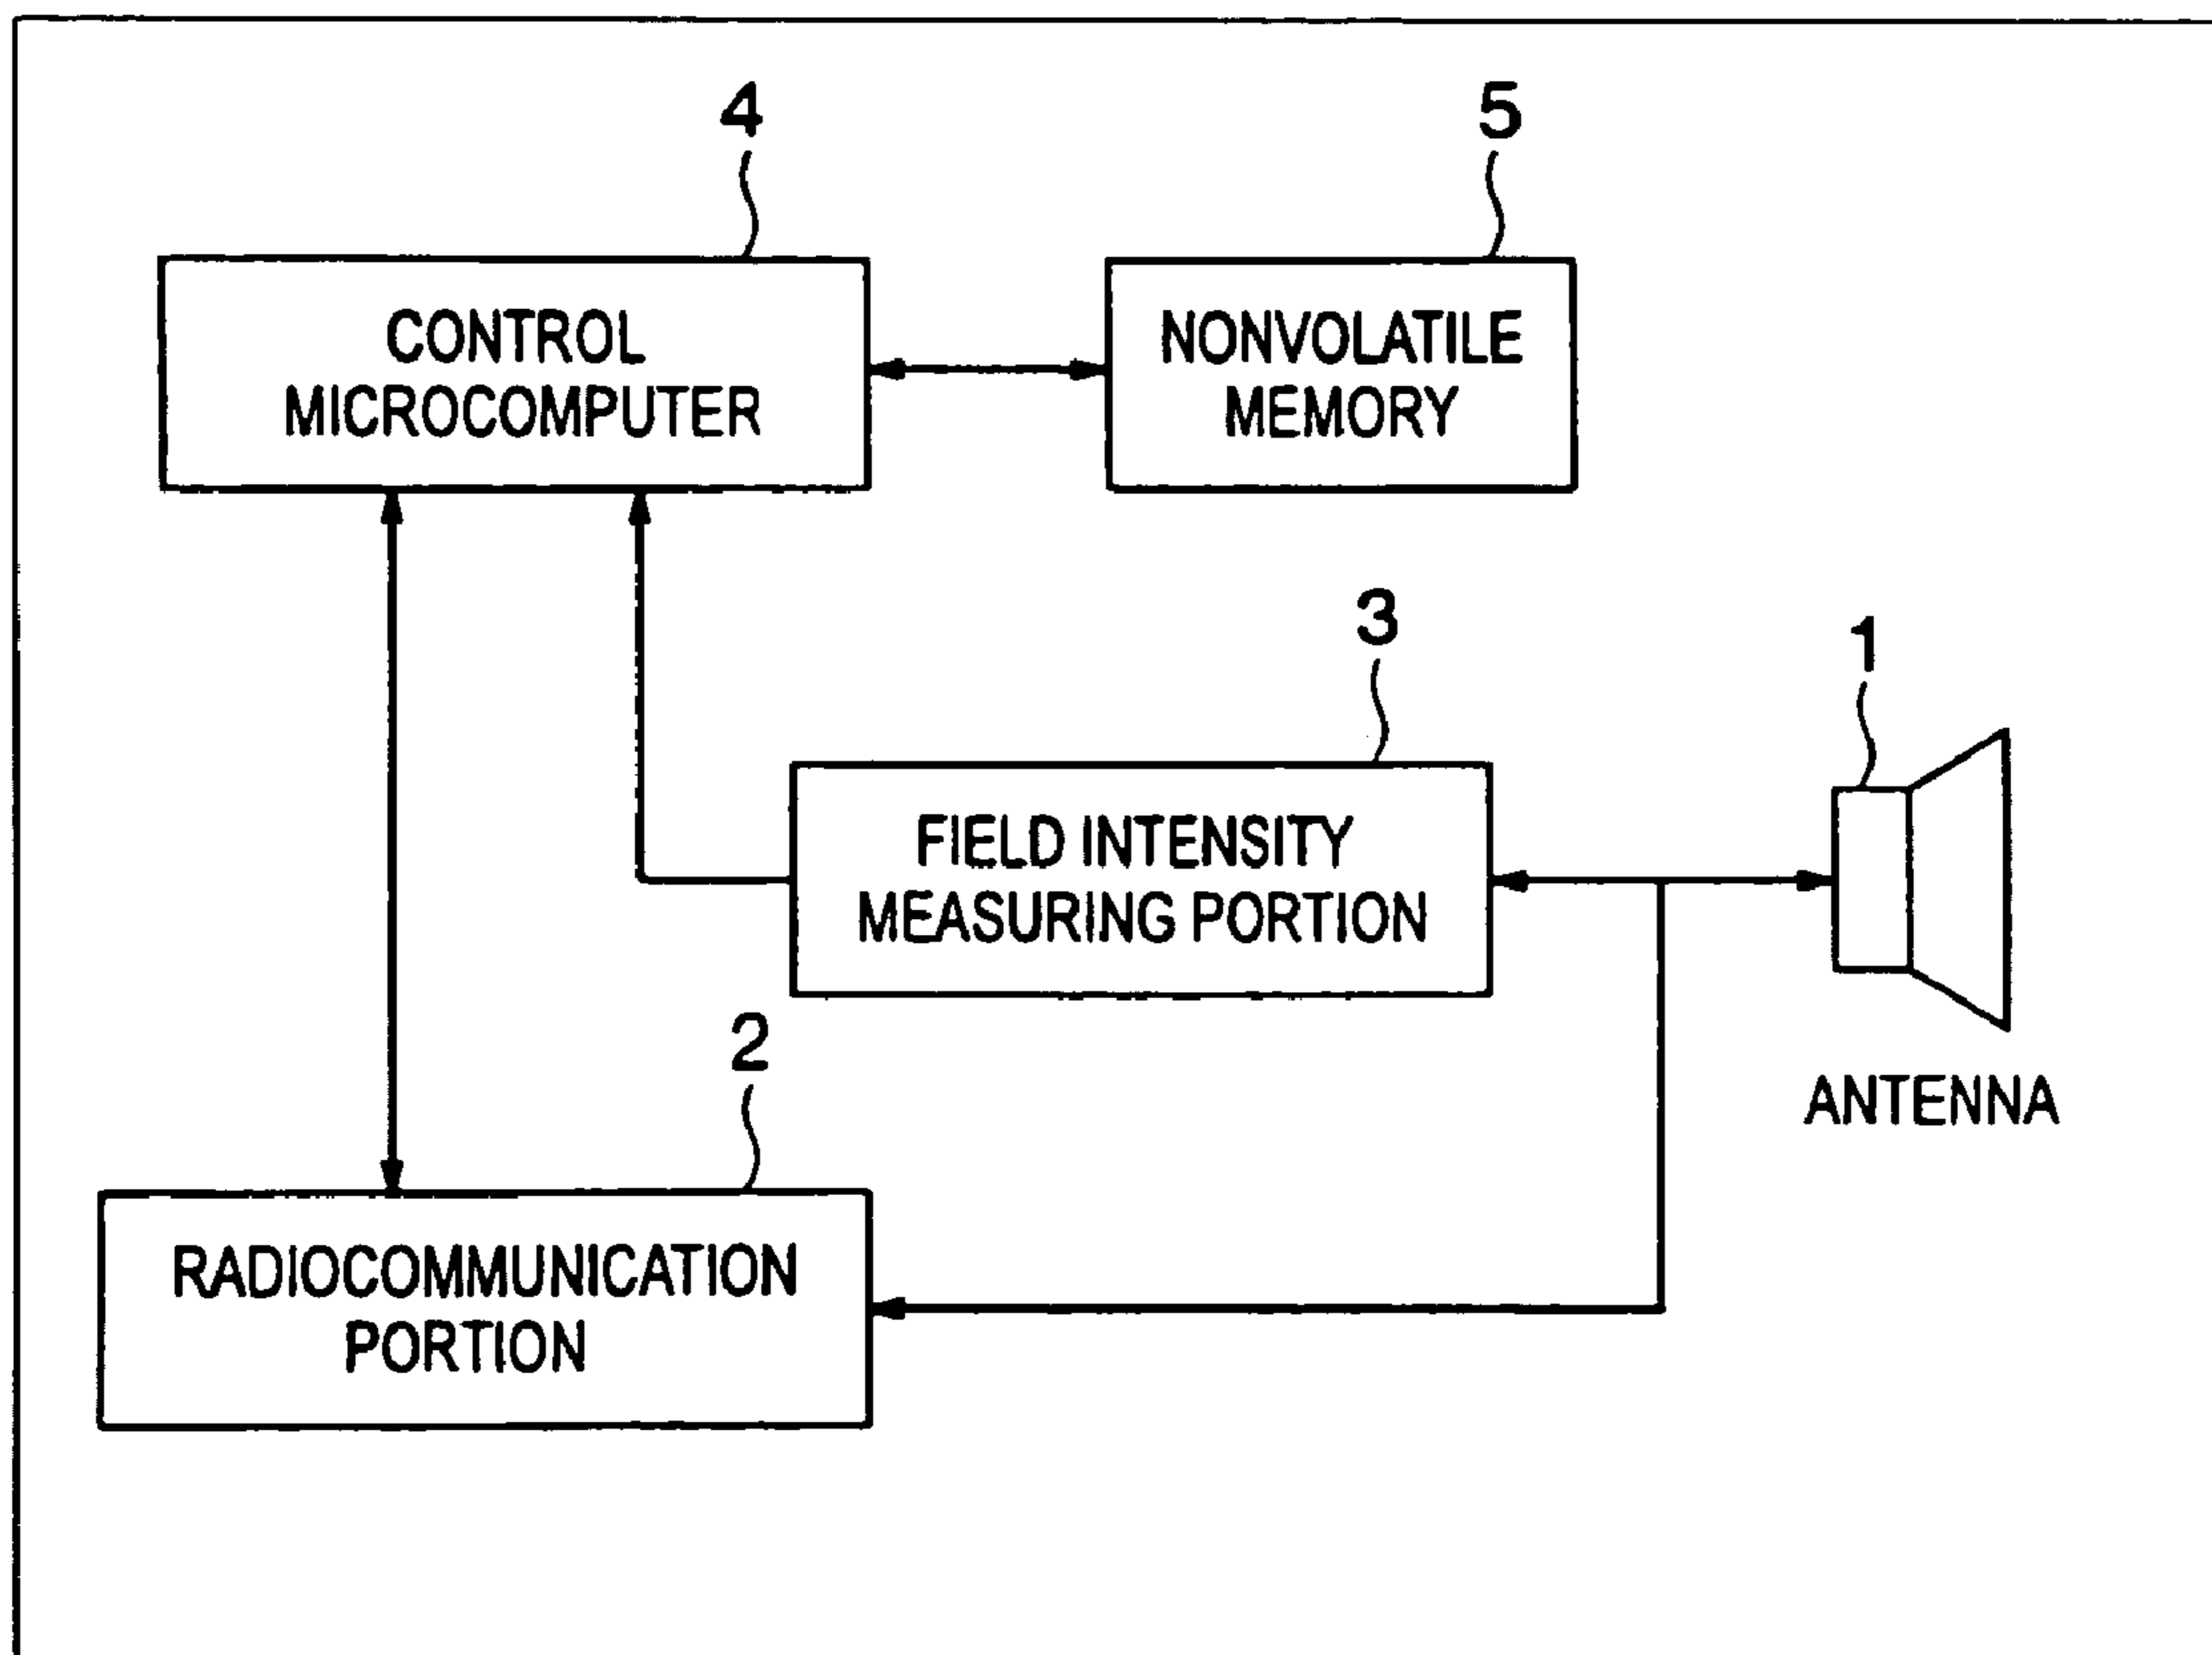 4
5
CONTROL
MICROCOMPUTER
NONVOLATILE
MEMORY
3
1
FIELD INTENSITY
MEASURING PORTION
ANTENNA
2
RADIOCOMMUNICATION
PORTION